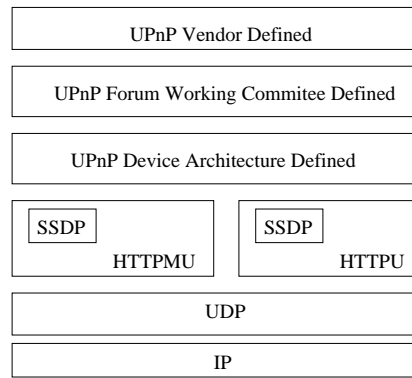 UPnP Vendor Defined
UPnP Forum Working Commitee Defined
UPnP Device Architecture Defined
SSDP
HTTPMU
SSDP
HTTPU
UDP
IP